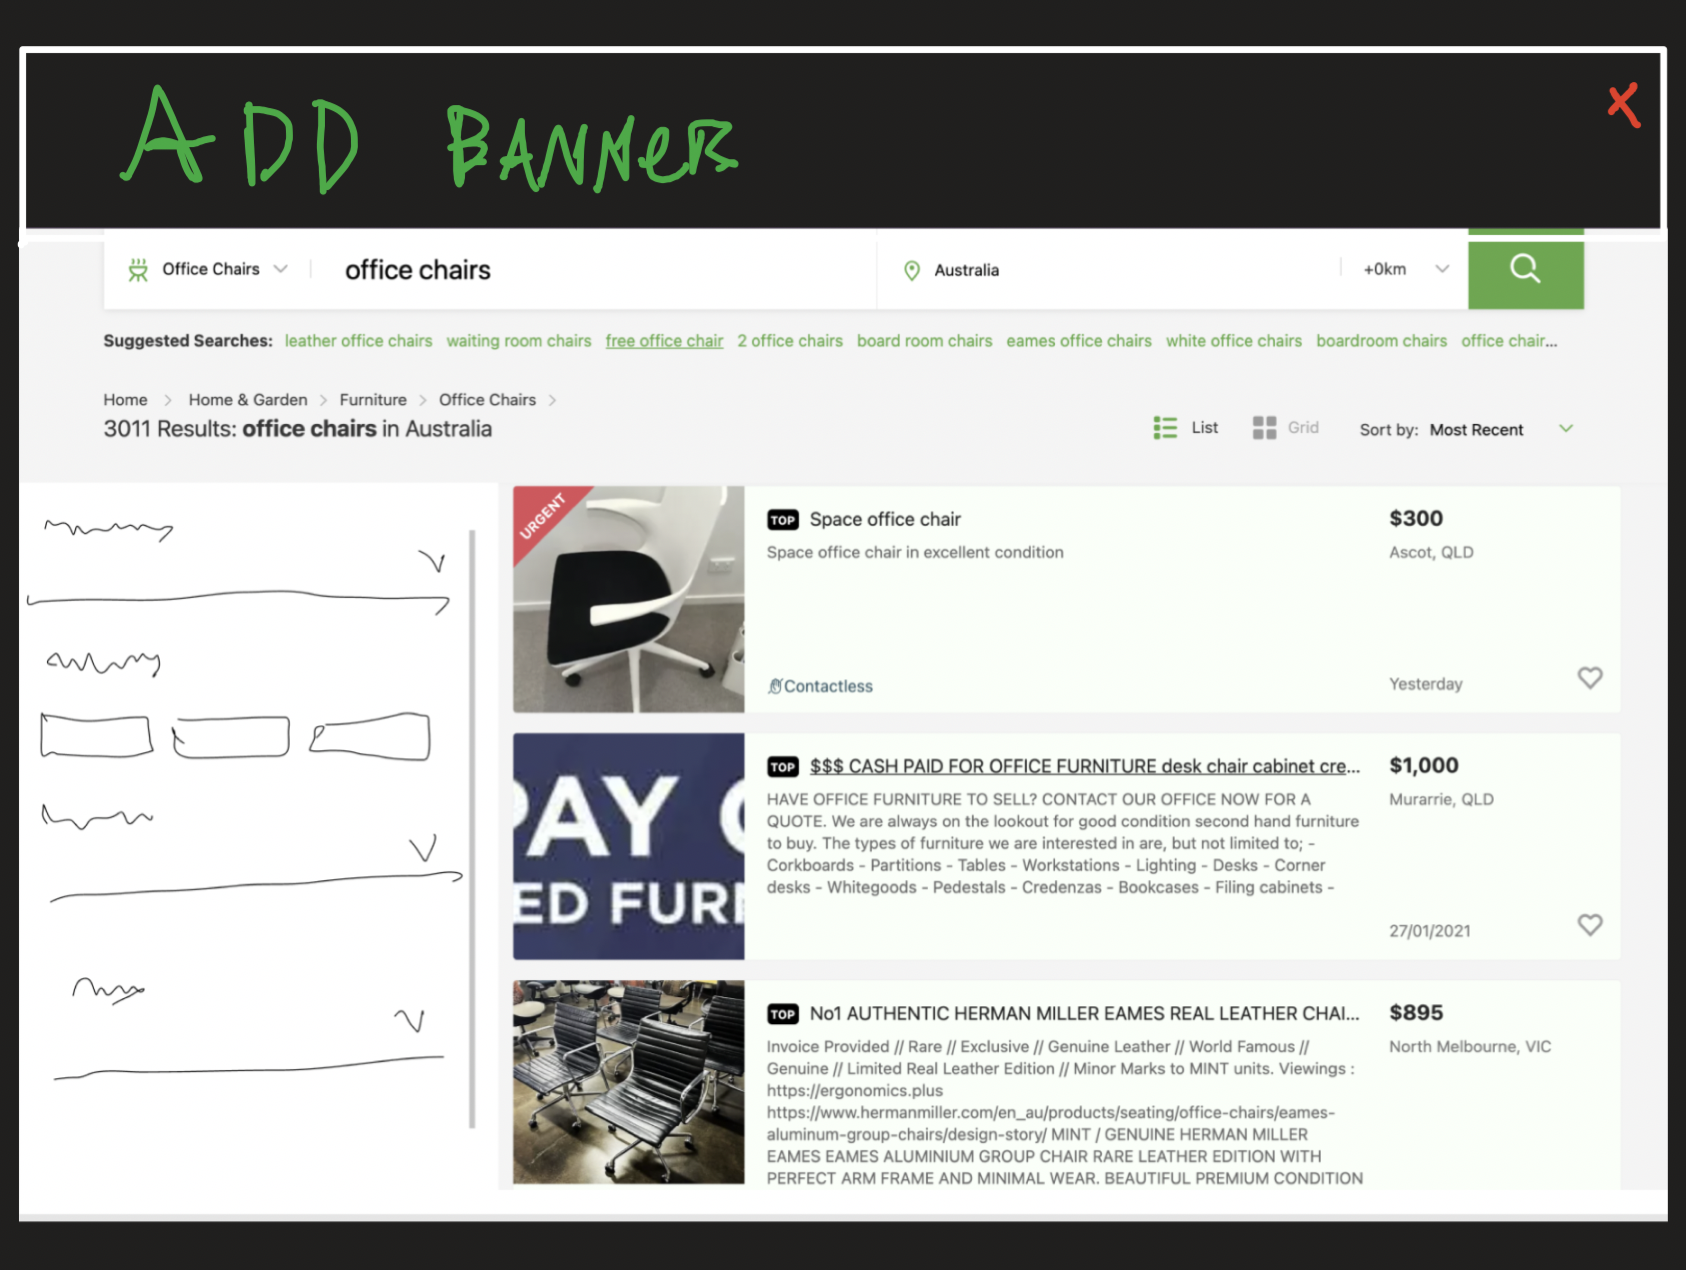 ADD BANNER
X
Office Chairs
office chairs
Australia
+0km
Suggested Searches: leather office chairs waiting room chairs free office chair 2 office chairs board room chairs eames office chairs white office chairs boardroom chairs office chair...
Home > Home & Garden > Furniture > Office Chairs >
3011 Results: office chairs in Australia
List
Grid
Sort by: Most Recent
URGENT
TOP Space office chair
$300
Space office chair in excellent condition
Ascot, QLD
Contactless
Yesterday
PAY
ED FUR
TOP $$$ CASH PAID FOR OFFICE FURNITURE desk chair cabinet cre...
$1,000
HAVE OFFICE FURNITURE TO SELL? CONTACT OUR OFFICE NOW FOR A
Murarrie, QLD
QUOTE. We are always on the lookout for good condition second hand furniture
to buy. The types of furniture we are interested in are, but not limited to; -
Corkboards - Partitions - Tables - Workstations - Lighting - Desks - Corner
desks - Whitegoods - Pedestals - Credenzas - Bookcases - Filing cabinets -
27/01/2021
TOP No1 AUTHENTIC HERMAN MILLER EAMES REAL LEATHER CHAI...
$895
Invoice Provided // Rare // Exclusive // Genuine Leather // World Famous //
North Melbourne, VIC
Genuine // Limited Real Leather Edition // Minor Marks to MINT units. Viewings :
https://ergonomics.plus
https://www.hermanmiller.com/en_au/products/seating/office-chairs/eames-
aluminum-group-chairs/design-story/ MINT / GENUINE HERMAN MILLER
EAMES EAMES ALUMINIUM GROUP CHAIR RARE LEATHER EDITION WITH
PERFECT ARM FRAME AND MINIMAL WEAR. BEAUTIFUL PREMIUM CONDITION